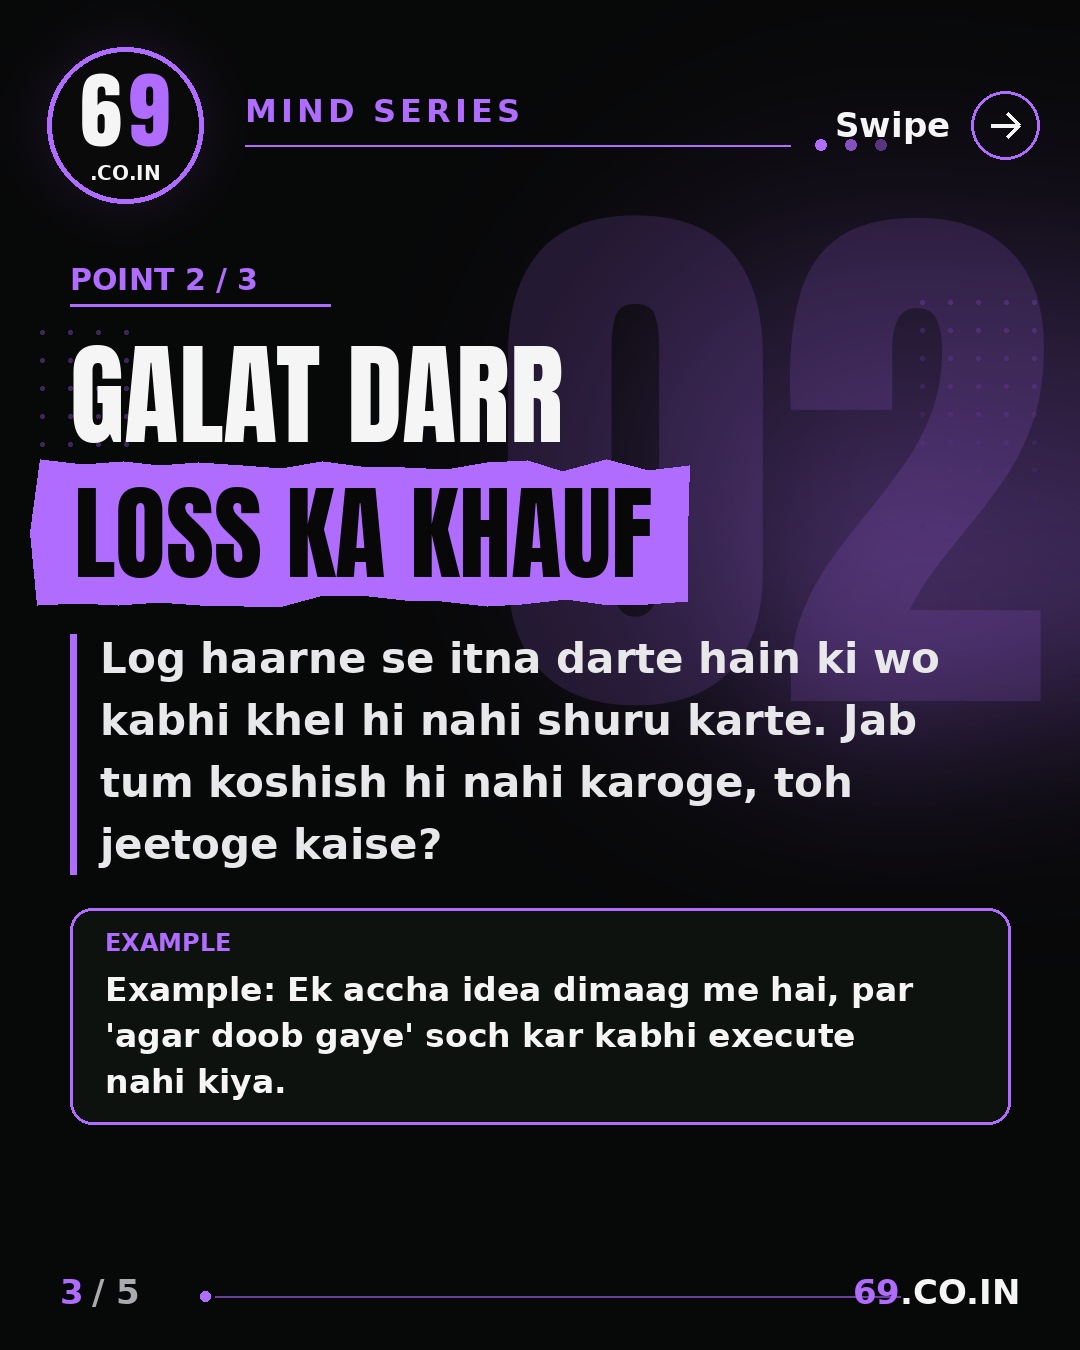 69
.CO.IN
MIND SERIES
Swipe
02
POINT 2 / 3
GALAT DARR
LOSS KA KHAUF
Log haarne se itna darte hain ki wo
kabhi khel hi nahi shuru karte. Jab
tum koshish hi nahi karoge, toh
jeetoge kaise?
EXAMPLE
Example: Ek accha idea dimaag me hai, par
'agar doob gaye' soch kar kabhi execute
nahi kiya.
3 / 5
69.CO.IN